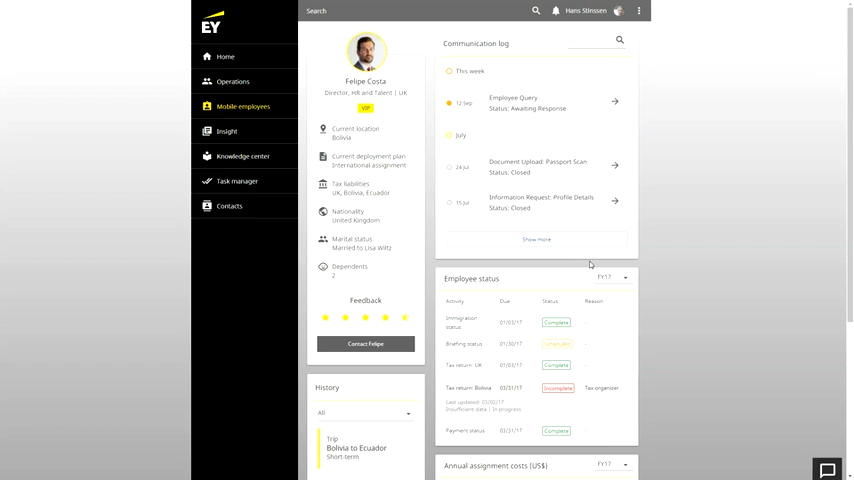 EY
Home
Operations
Mobile employees
Insight
Knowledge center
Task manager
Contacts
Search
Hans Stinssen
Felipe Costa
Director, HR and Talent | UK
VIP
Current location
Bolivia
Current deployment plan
International assignment
Tax liabilities
UK, Bolivia, Ecuador
Nationality
United Kingdom
Marital status
Married to Lisa Wiltz
Dependents
2
Feedback
Contact Felipe
History
All
Trip
Bolivia to Ecuador
Short-term
Communication log
This week
12 Sep
Employee Query
Status: Awaiting Response
July
24 Jul
Document Upload: Passport Scan
Status: Closed
15 Jul
Information Request: Profile Details
Status: Closed
Show more
Employee status
FY17
Activity Due Status Reason
Immigration status 01/03/17 Complete -
Briefing status 01/30/17 Scheduled -
Tax return: UK 01/03/17 Complete -
Tax return: Bolivia 03/31/17 Incomplete Tax organizer
Last updated: 03/02/17
Insufficient data | In progress
Payment status 03/31/17 Complete -
Annual assignment costs (US$)
FY17